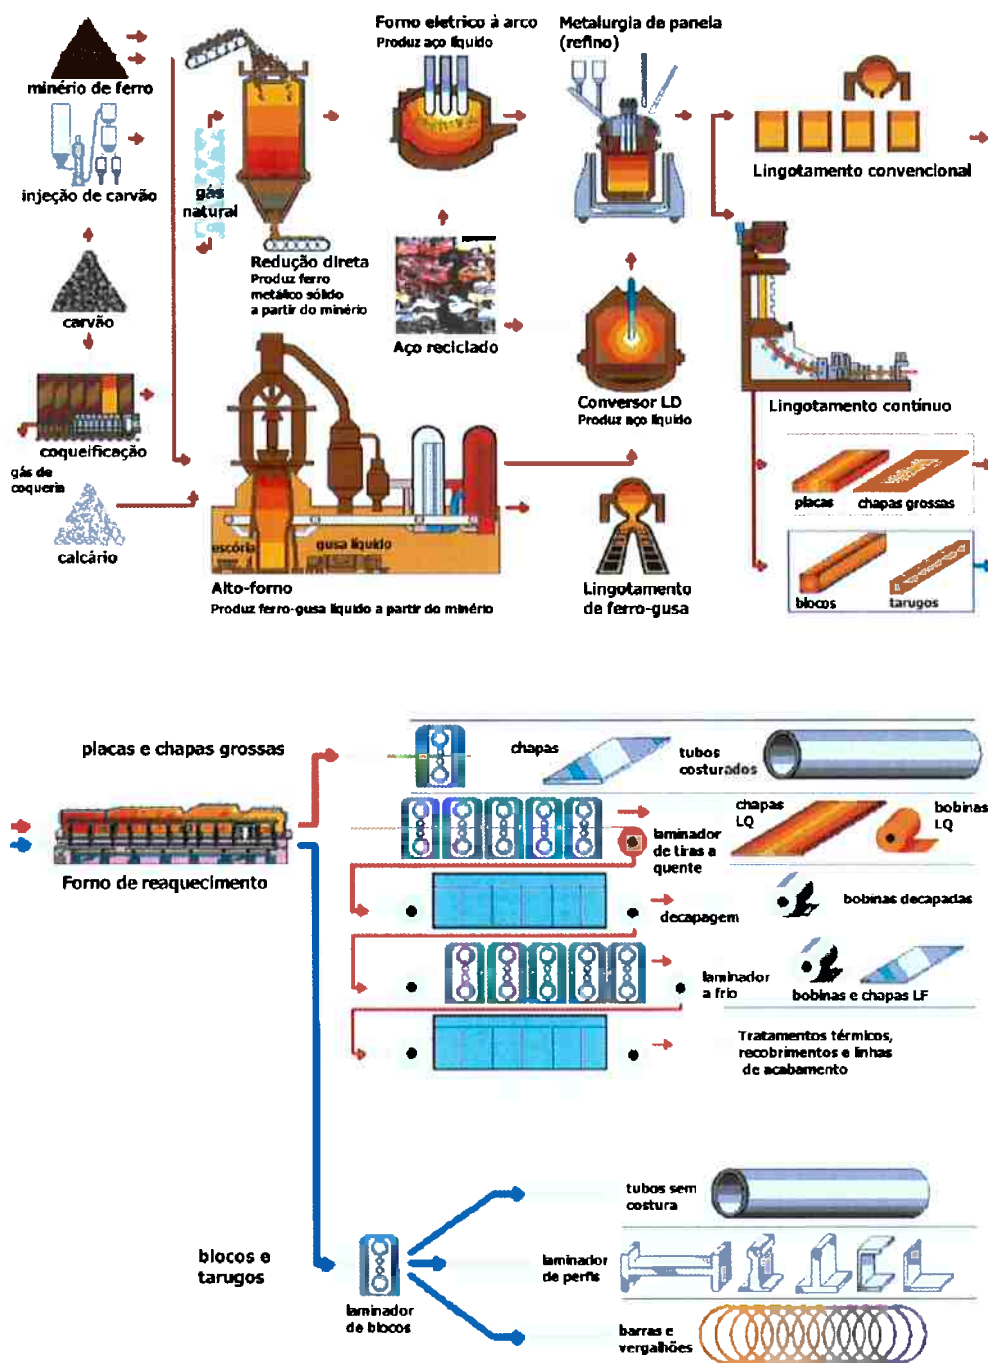 Forno eletrico à arco
Produz aço líquido
Metalurgia de panela
(refino)
minério de ferro
injeção de carvão
gás
natural
Lingotamento convencional
Redução direta
Produz ferro
metálico sólido
a partir do minério
carvão
Aço reciclado
Conversor LD
Produz aço líquido
Lingotamento contínuo
coqueificação
gás de
coqueria
calcário
placas
chapas grossas
escória
gusa líquido
Alto-forno
Produz ferro-gusa líquido a partir do minério
Lingotamento
de ferro-gusa
blocos
tarugos
placas e chapas grossas
chapas
tubos
costurados
Forno de reaquecimento
laminador
de tiras a
quente
chapas
LQ
bobinas
LQ
decapagem
bobinas decapadas
laminador
a frio
bobinas e chapas LF
Tratamentos térmicos,
recobrimentos e linhas
de acabamento
blocos e
tarugos
laminador
de blocos
tubos sem
costura
laminador
de perfis
barras e
vergalhões